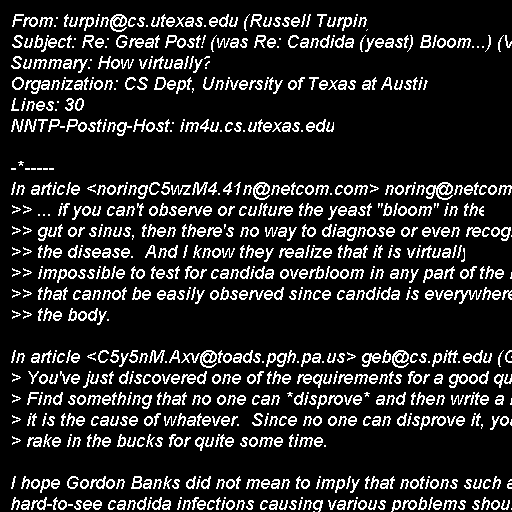 From: turpin@cs.utexas.edu (Russell Turpin
Subject: Re: Great Post! (was Re: Candida (yeast) Bloom...) (V
Summary: How virtually?
Organization: CS Dept, University of Texas at Austin
Lines: 30
NNTP-Posting-Host: im4u.cs.utexas.edu

-*-----
In article <noringC5wzM4.41n@netcom.com> noring@netcom
>> ... if you can't observe or culture the yeast "bloom" in the
>> gut or sinus, then there's no way to diagnose or even recog
>> the disease.  And I know they realize that it is virtually
>> impossible to test for candida overbloom in any part of the
>> that cannot be easily observed since candida is everywhere
>> the body.

In article <C5y5nM.Axv@toads.pgh.pa.us> geb@cs.pitt.edu (G
> You've just discovered one of the requirements for a good qu
> Find something that no one can *disprove* and then write a
> it is the cause of whatever.  Since no one can disprove it, yo
> rake in the bucks for quite some time.

I hope Gordon Banks did not mean to imply that notions such a
hard-to-see candida infections causing various problems shou